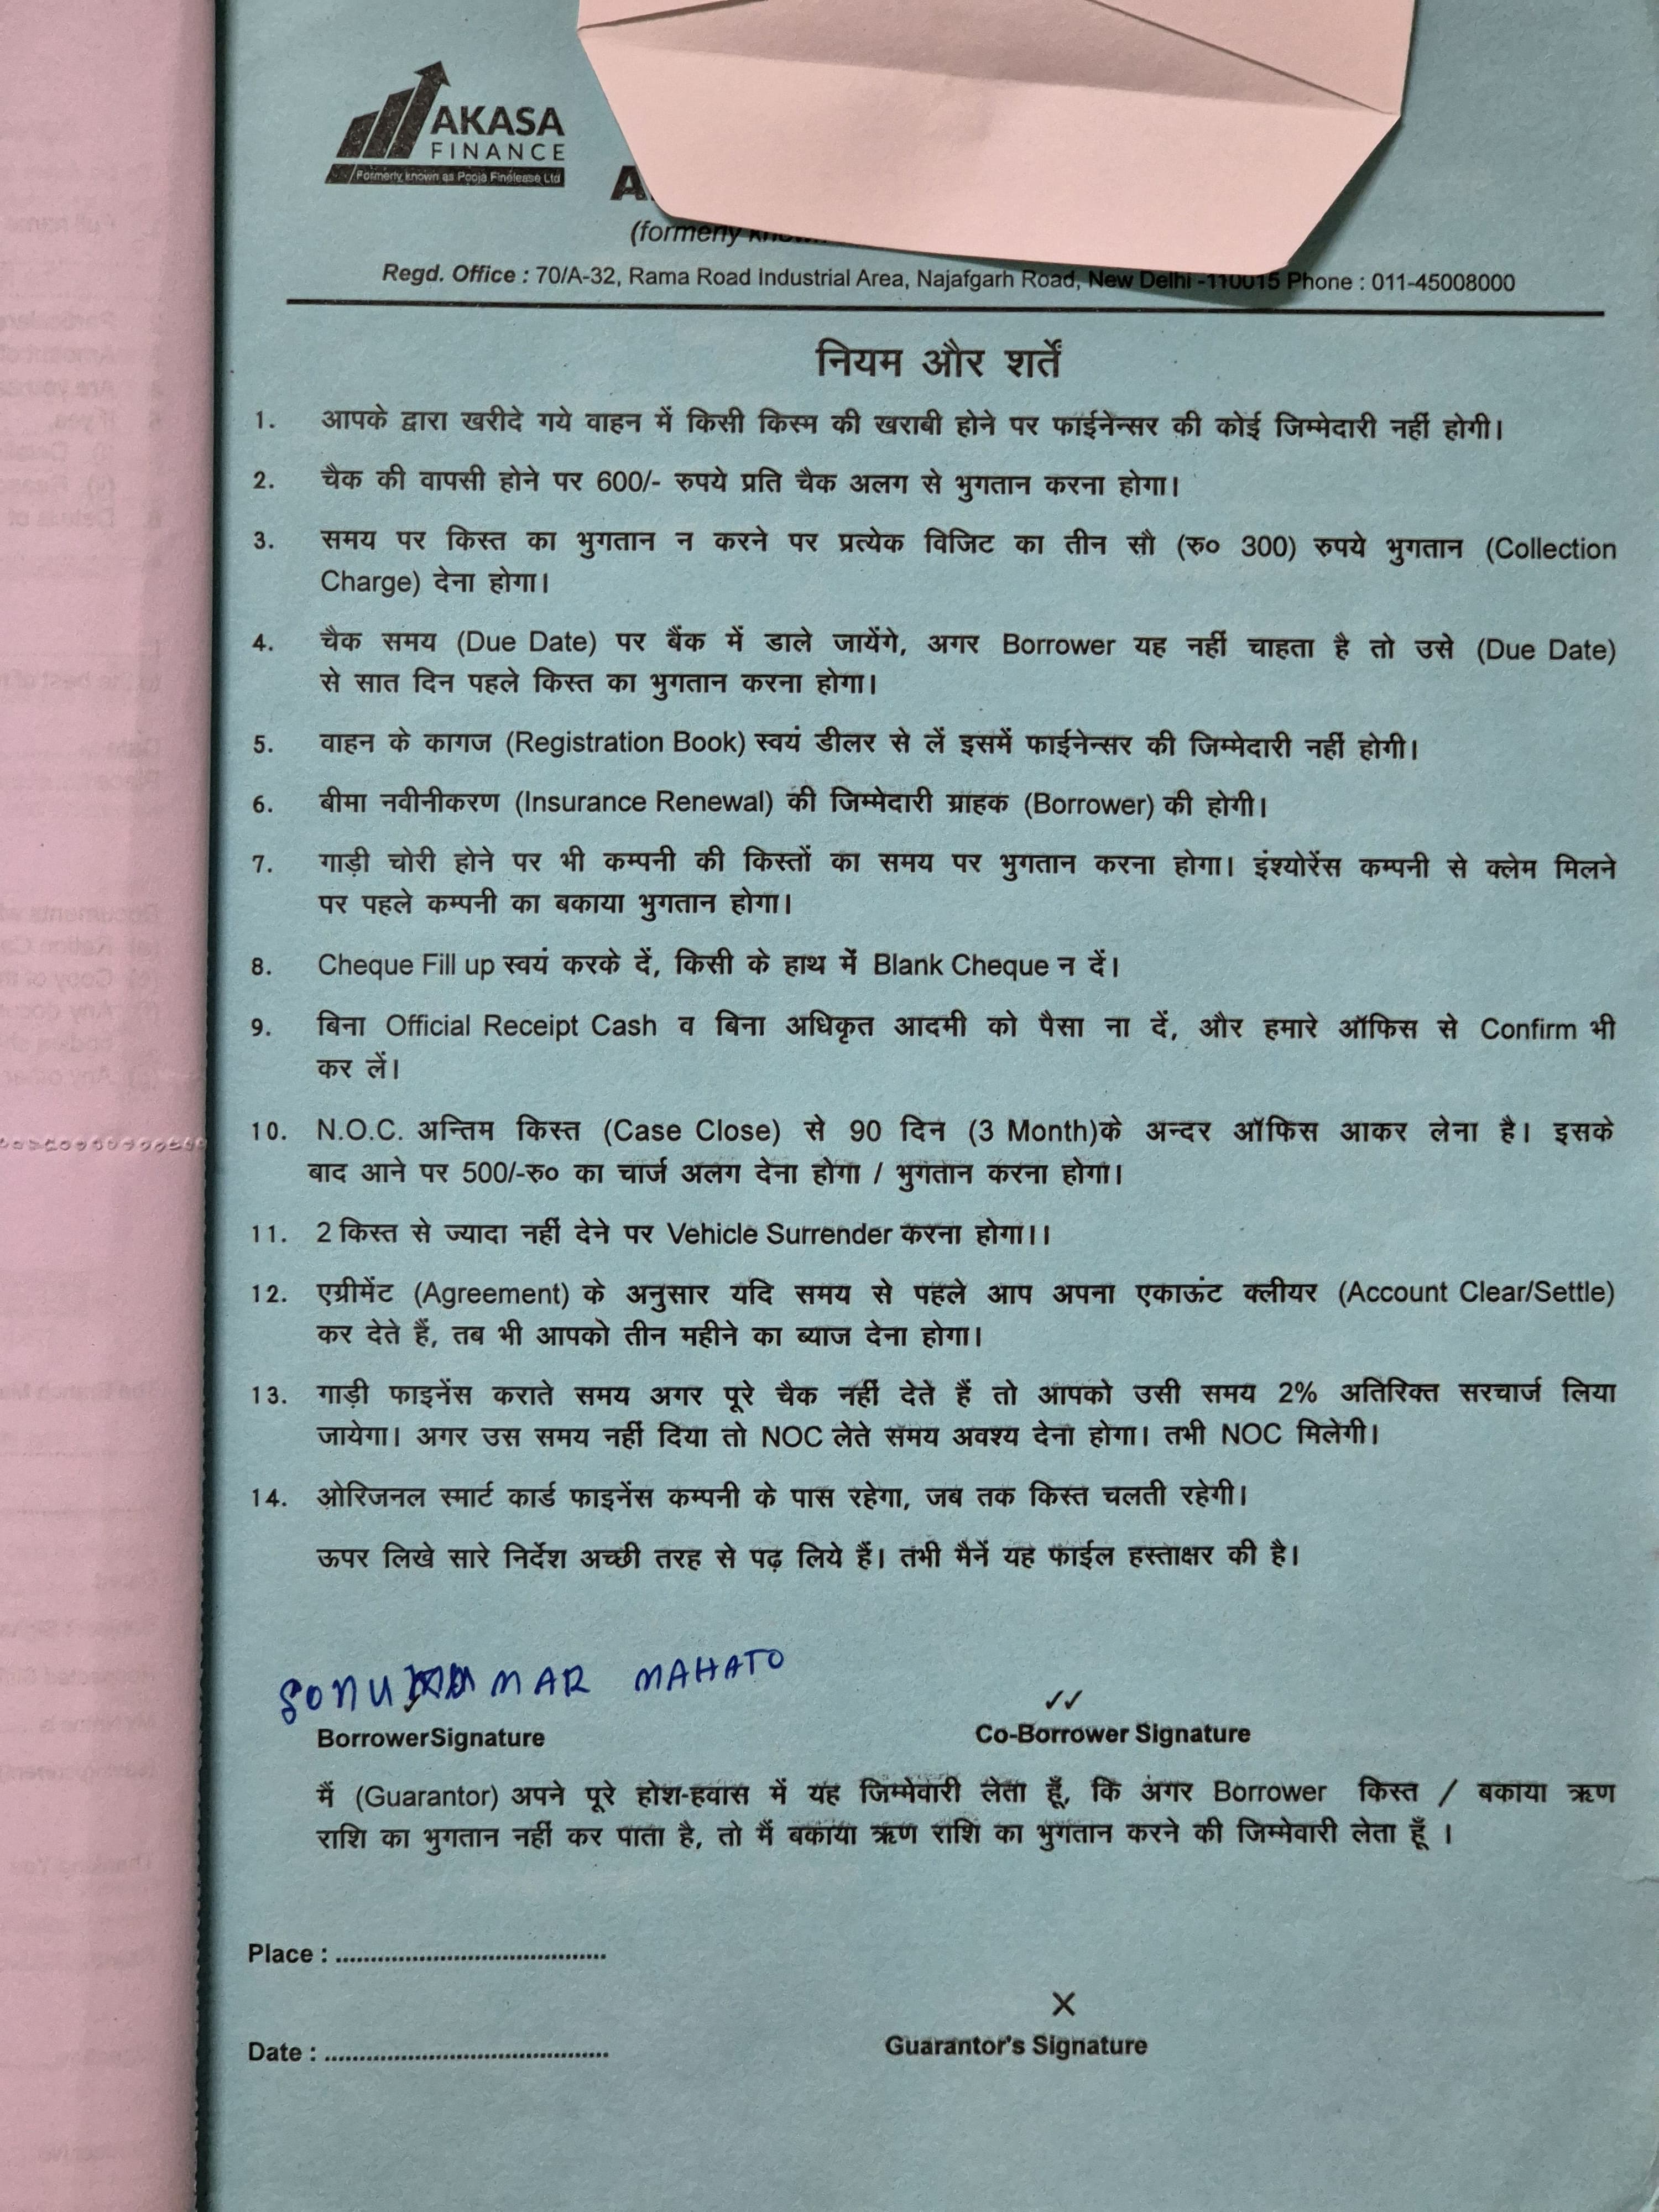 AKASA
FINANCE
Formerly known as Pooja Finelease Ltd
(formerly
Regd. Office : 70/A-32, Rama Road Industrial Area, Najafgarh Road, New Delhi -110015 Phone : 011-45008000
नियम और शर्तें
1. आपके द्वारा खरीदे गये वाहन में किसी किस्म की खराबी होने पर फाईनेन्सर की कोई जिम्मेदारी नहीं होगी।
2. चैक की वापसी होने पर 600/- रुपये प्रति चैक अलग से भुगतान करना होगा।
3. समय पर किस्त का भुगतान न करने पर प्रत्येक विजिट का तीन सौ (रु० 300) रुपये भुगतान (Collection
Charge) देना होगा।
4. चैक समय (Due Date) पर बैंक में डाले जायेंगे, अगर Borrower यह नहीं चाहता है तो उसे (Due Date)
से सात दिन पहले किस्त का भुगतान करना होगा।
5. वाहन के कागज (Registration Book) स्वयं डीलर से लें इसमें फाईनेन्सर की जिम्मेदारी नहीं होगी।
6. बीमा नवीनीकरण (Insurance Renewal) की जिम्मेदारी ग्राहक (Borrower) की होगी।
7. गाड़ी चोरी होने पर भी कम्पनी की किस्तों का समय पर भुगतान करना होगा। इंश्योरेंस कम्पनी से क्लेम मिलने
पर पहले कम्पनी का बकाया भुगतान होगा।
8. Cheque Fill up स्वयं करके दें, किसी के हाथ में Blank Cheque न दें।
9. बिना Official Receipt Cash व बिना अधिकृत आदमी को पैसा ना दें, और हमारे ऑफिस से Confirm भी
कर लें।
10. N.O.C. अन्तिम किस्त (Case Close) से 90 दिन (3 Month)के अन्दर ऑफिस आकर लेना है। इसके
बाद आने पर 500/-रु० का चार्ज अलग देना होगा / भुगतान करना होगा।
11. 2 किस्त से ज्यादा नहीं देने पर Vehicle Surrender करना होगा।।
12. एग्रीमेंट (Agreement) के अनुसार यदि समय से पहले आप अपना एकाऊंट क्लीयर (Account Clear/Settle)
कर देते हैं, तब भी आपको तीन महीने का ब्याज देना होगा।
13. गाड़ी फाइनेंस कराते समय अगर पूरे चैक नहीं देते हैं तो आपको उसी समय 2% अतिरिक्त सरचार्ज लिया
जायेगा। अगर उस समय नहीं दिया तो NOC लेते समय अवश्य देना होगा। तभी NOC मिलेगी।
14. ओरिजनल स्मार्ट कार्ड फाइनेंस कम्पनी के पास रहेगा, जब तक किस्त चलती रहेगी।
ऊपर लिखे सारे निर्देश अच्छी तरह से पढ़ लिये हैं। तभी मैनें यह फाईल हस्ताक्षर की है।
SONU MAR MAHATO
BorrowerSignature Co-Borrower Signature
मैं (Guarantor) अपने पूरे होश-हवास में यह जिम्मेवारी लेता हूँ, कि अगर Borrower किस्त / बकाया ऋण
राशि का भुगतान नहीं कर पाता है, तो मैं बकाया ऋण राशि का भुगतान करने की जिम्मेवारी लेता हूँ ।
Place : ......................................
X
Date : ........................................ Guarantor's Signature